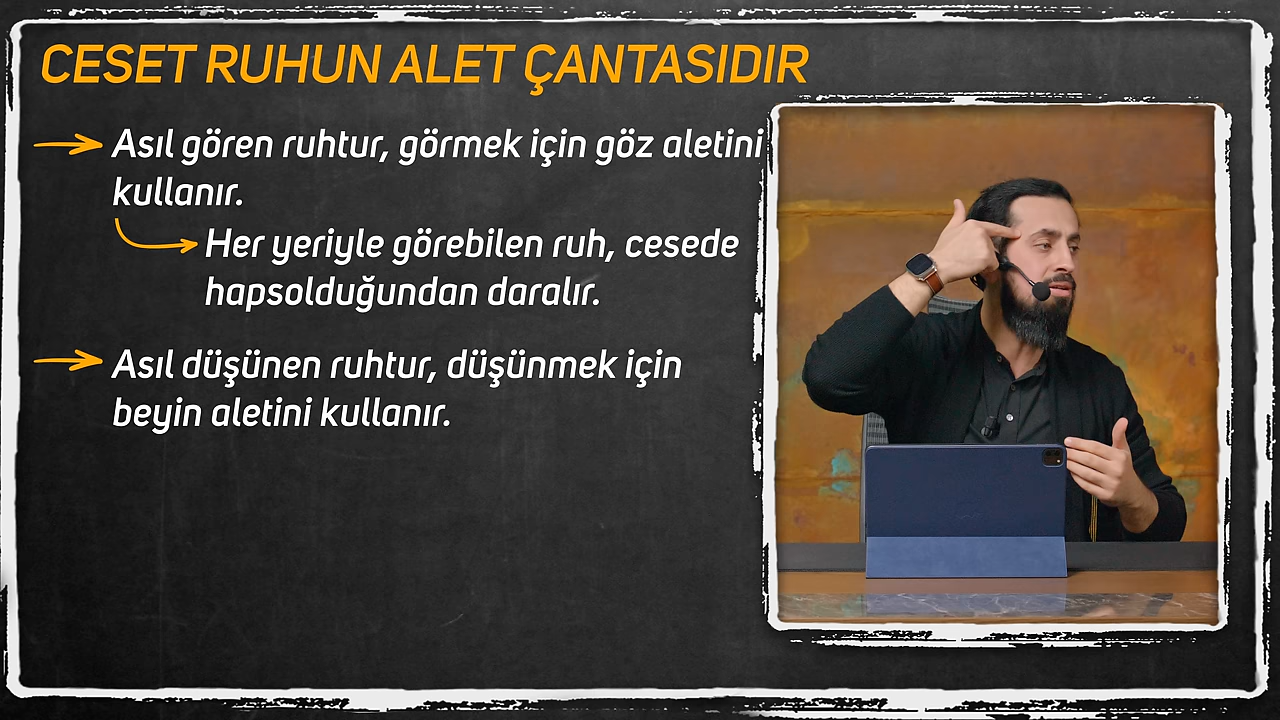 CESET RUHUN ALET ÇANTASIDIR
Asıl gören ruhtur, görmek için göz aletini
kullanır.
Her yeriyle görebilen ruh, cesede
hapsolduğundan daralır.
Asıl düşünen ruhtur, düşünmek için
beyin aletini kullanır.